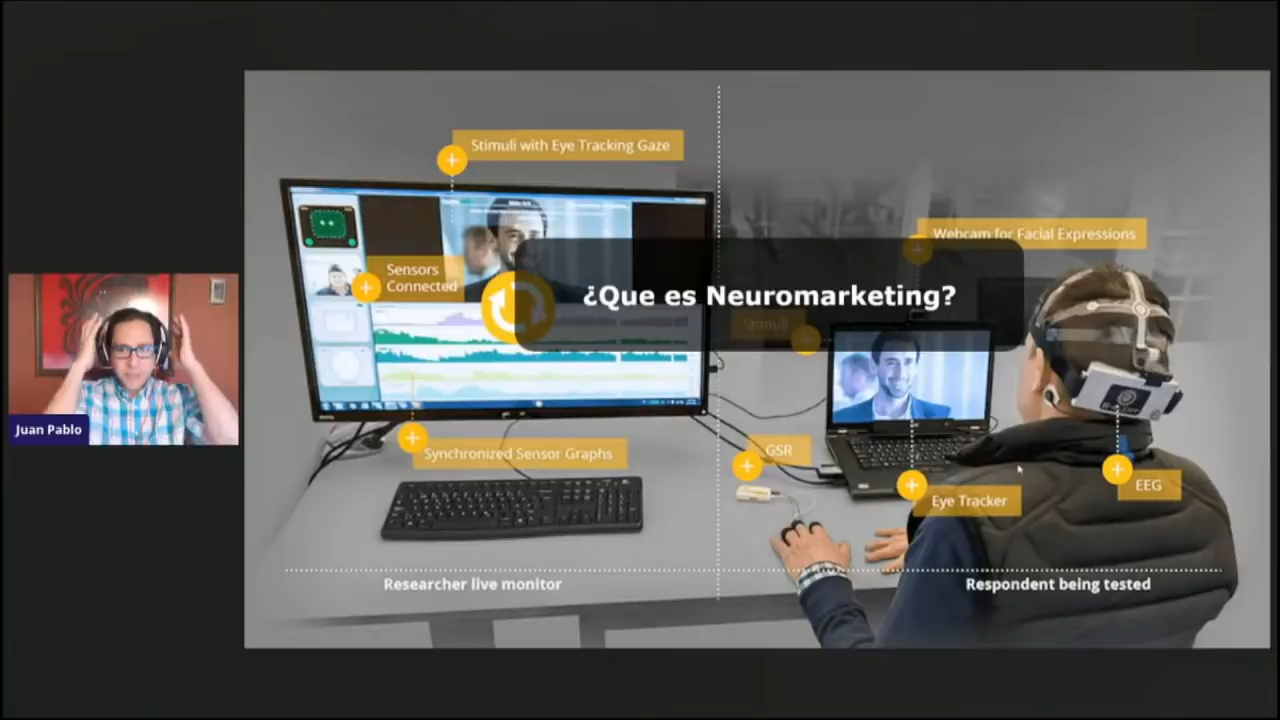 Stimuli with Eye Tracking Gaze
Webcam for Facial Expressions
Sensors
Connected
¿Que es Neuromarketing?
Stimuli
Juan Pablo
Synchronized Sensor Graphs
GSR
Eye Tracker
EEG
Researcher live monitor
Respondent being tested